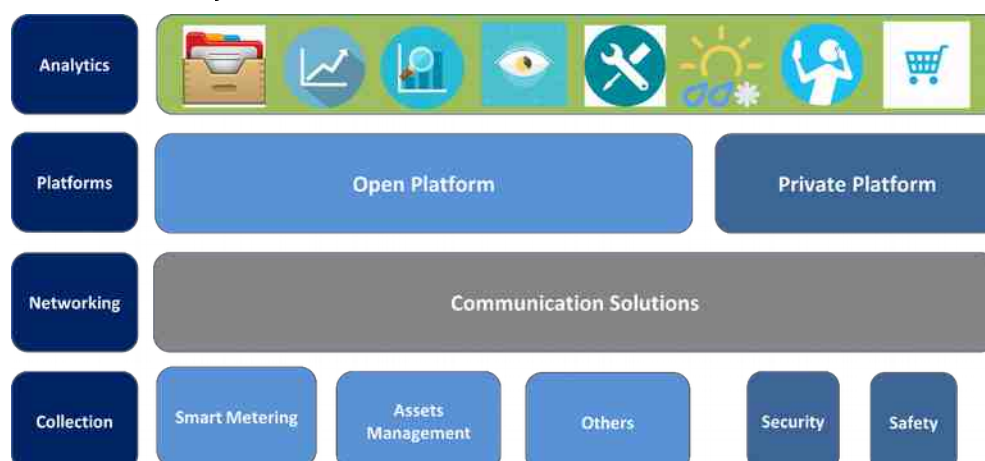 Analytics
Platforms
Open Platform
Private Platform
Networking
Communication Solutions
Collection
Smart Metering
Assets
Management
Others
Security
Safety